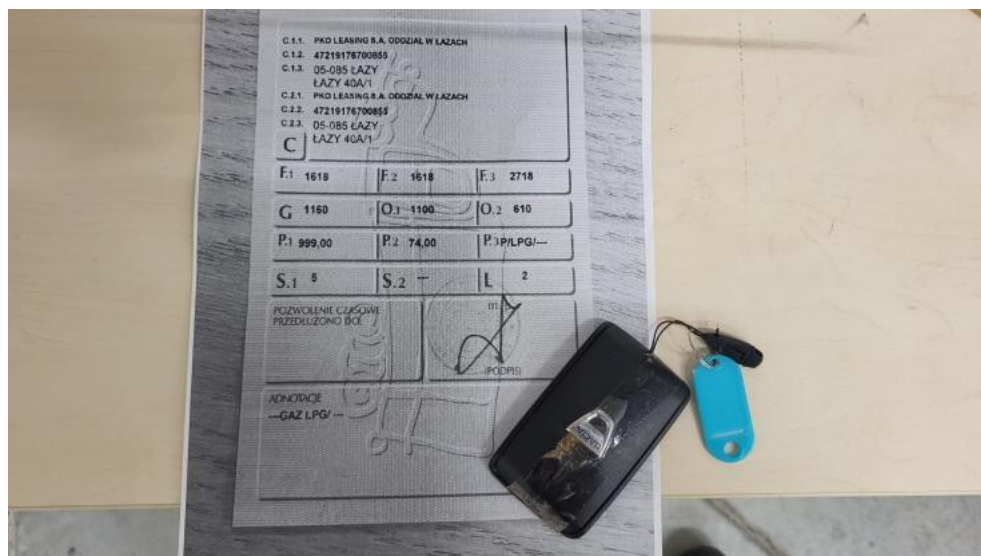 C.1.1. PKO LEASING S.A. ODDZIAŁ W ŁAZACH
C.1.2. 47219176700855
C.1.3. 05-085 ŁAZY
ŁAZY 40A/1
C.2.1. PKO LEASING S.A. ODDZIAŁ W ŁAZACH
C.2.2. 47219176700855
C.2.3. 05-085 ŁAZY
C ŁAZY 40A/1
F.1 1618 F.2 1618 F.3 2718
G 1160 O.1 1100 O.2 610
P.1 999,00 P.2 74,00 P.3 P/LPG/---
S.1 5 S.2 --- L 2
POZWOLENIE CZASOWE
PRZEDŁUŻONO DO:
(PODPIS)
ADNOTACJE
---GAZ LPG/ ---